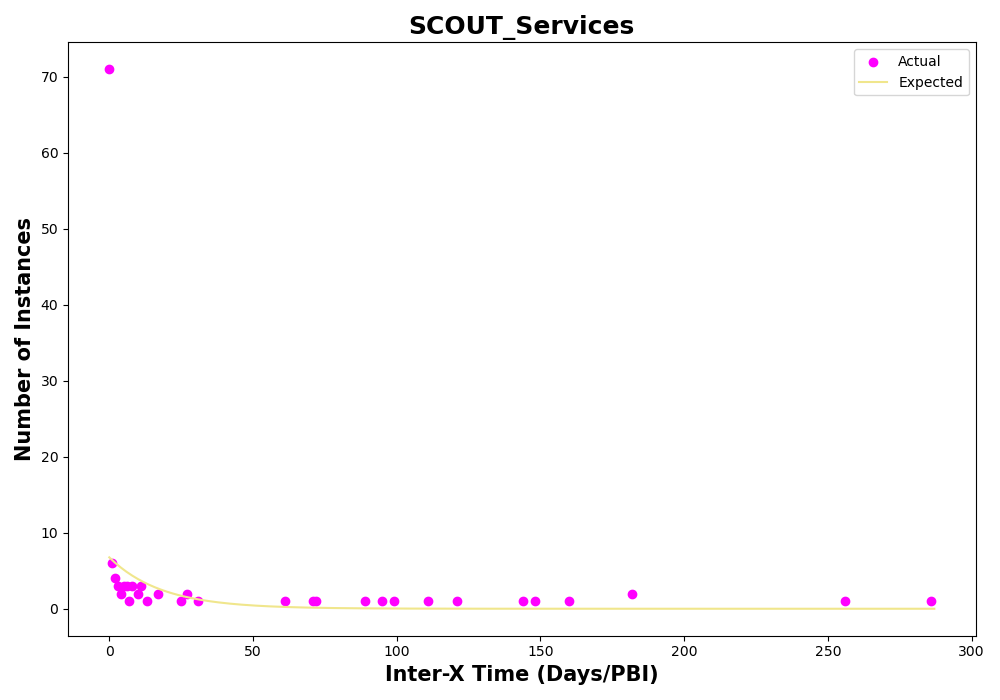 SCOUT_Services
Actual
Expected
Number of Instances
70
60
50
40
30
20
10
0
0 50 100 150 200 250 300
Inter-X Time (Days/PBI)